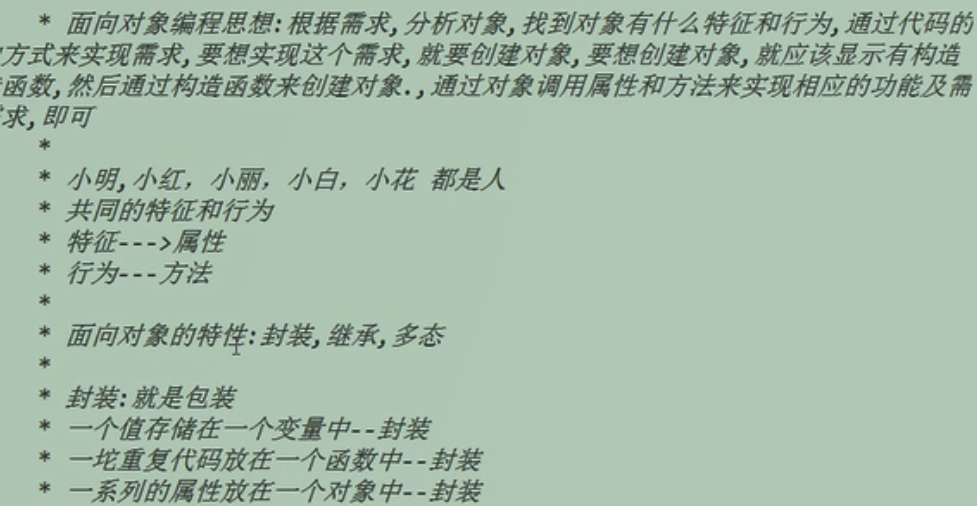 * 面向对象编程思想:根据需求,分析对象,找到对象有什么特征和行为,通过代码的
方式来实现需求,要想实现这个需求,就要创建对象,要想创建对象,就应该显示有构造
函数,然后通过构造函数来创建对象.,通过对象调用属性和方法来实现相应的功能及需
求,即可
*
* 小明,小红，小丽，小白，小花 都是人
* 共同的特征和行为
* 特征--->属性
* 行为---方法
*
* 面向对象的特性:封装,继承,多态
*
* 封装:就是包装
* 一个值存储在一个变量中--封装
* 一坨重复代码放在一个函数中--封装
* 一系列的属性放在一个对象中--封装